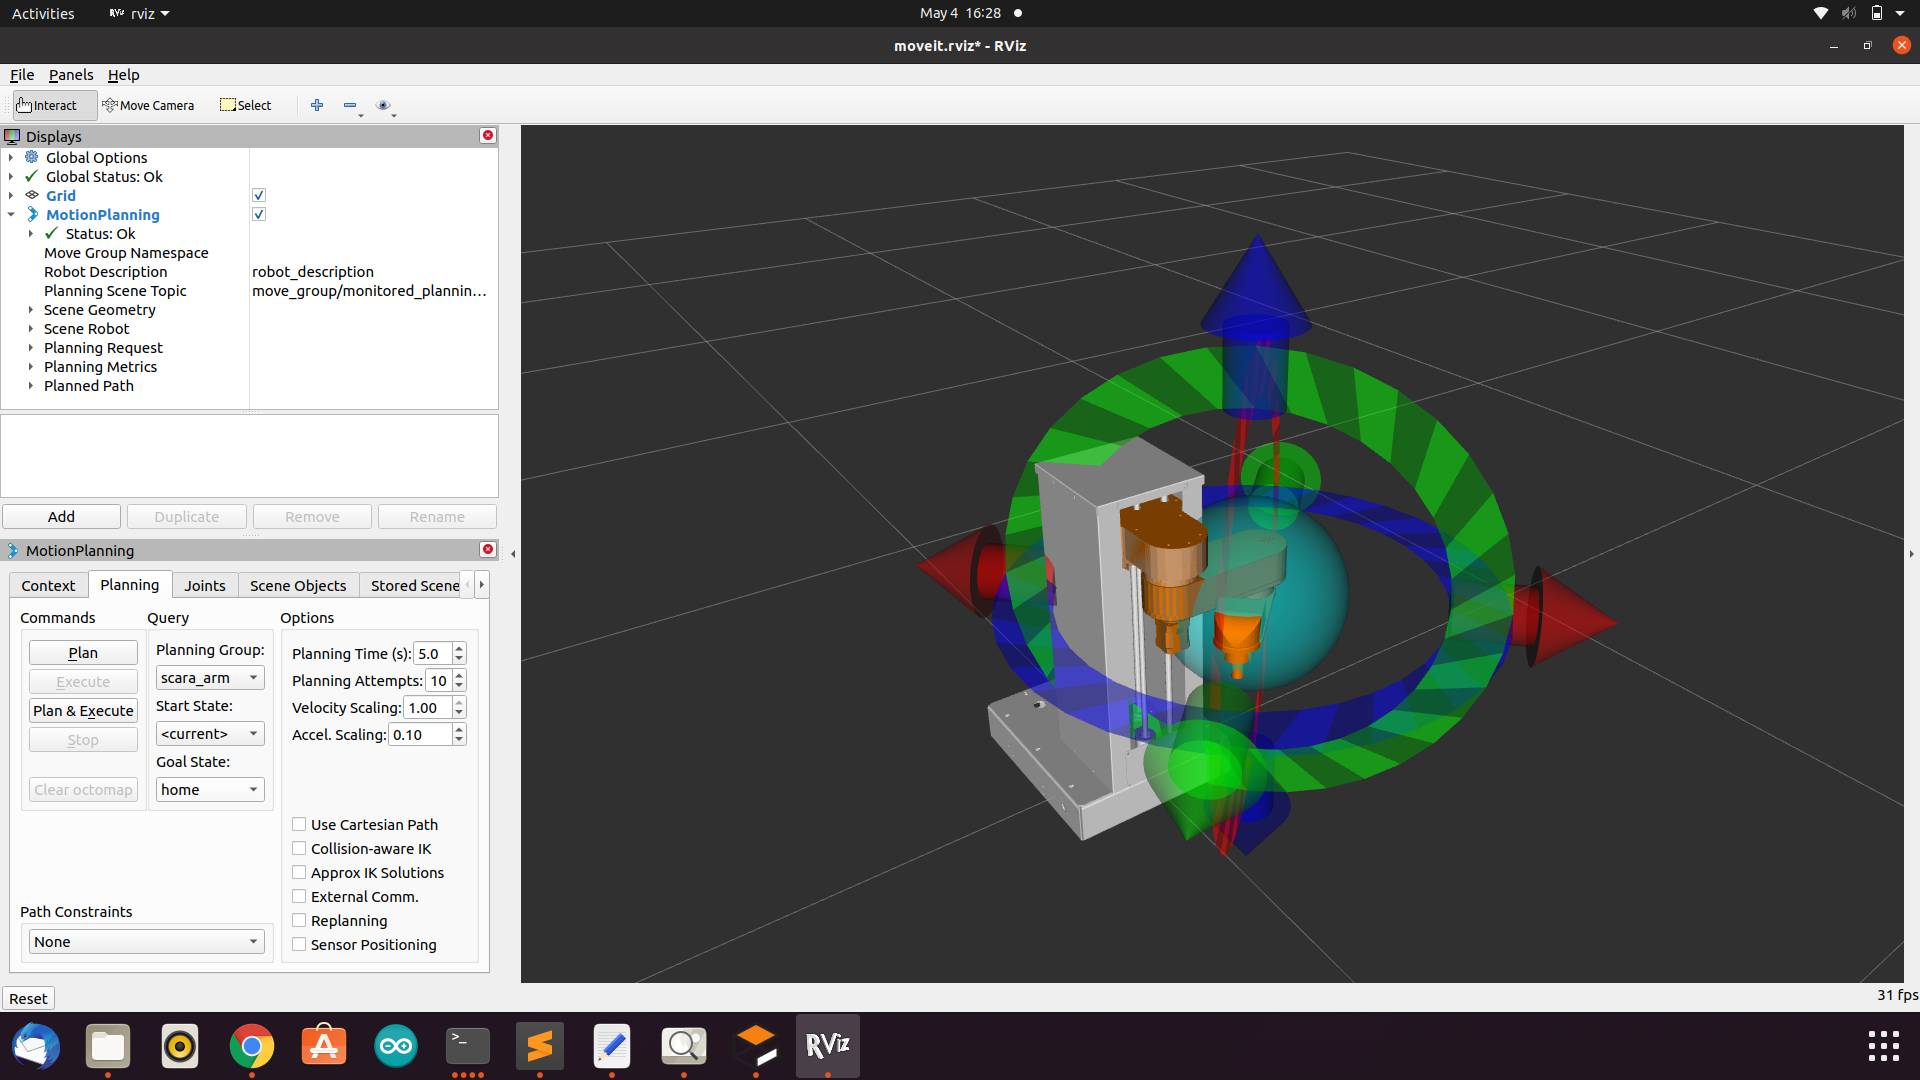 Activities
RViz rviz
May 4 16:28
moveit.rviz* - RViz
File Panels Help
Interact Move Camera Select
Displays
Global Options
Global Status: Ok
Grid
MotionPlanning
Status: Ok
Move Group Namespace
Robot Description robot_description
Planning Scene Topic move_group/monitored_plannin…
Scene Geometry
Scene Robot
Planning Request
Planning Metrics
Planned Path
Add Duplicate Remove Rename
MotionPlanning
Context Planning Joints Scene Objects Stored Scene
Commands Query Options
Plan
Execute
Plan & Execute
Stop
Clear octomap
Planning Group:
scara_arm
Start State:
<current>
Goal State:
home
Planning Time (s): 5.0
Planning Attempts: 10
Velocity Scaling: 1.00
Accel. Scaling: 0.10
Use Cartesian Path
Collision-aware IK
Approx IK Solutions
External Comm.
Replanning
Sensor Positioning
Path Constraints
None
Reset
31 fps
>_
RViz